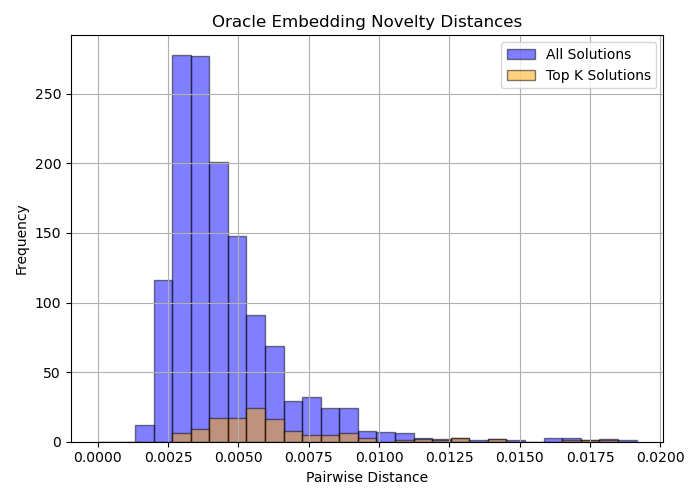 Oracle Embedding Novelty Distances
All Solutions
Top K Solutions
Frequency
250
200
150
100
50
0
0.0000 0.0025 0.0050 0.0075 0.0100 0.0125 0.0150 0.0175 0.0200
Pairwise Distance